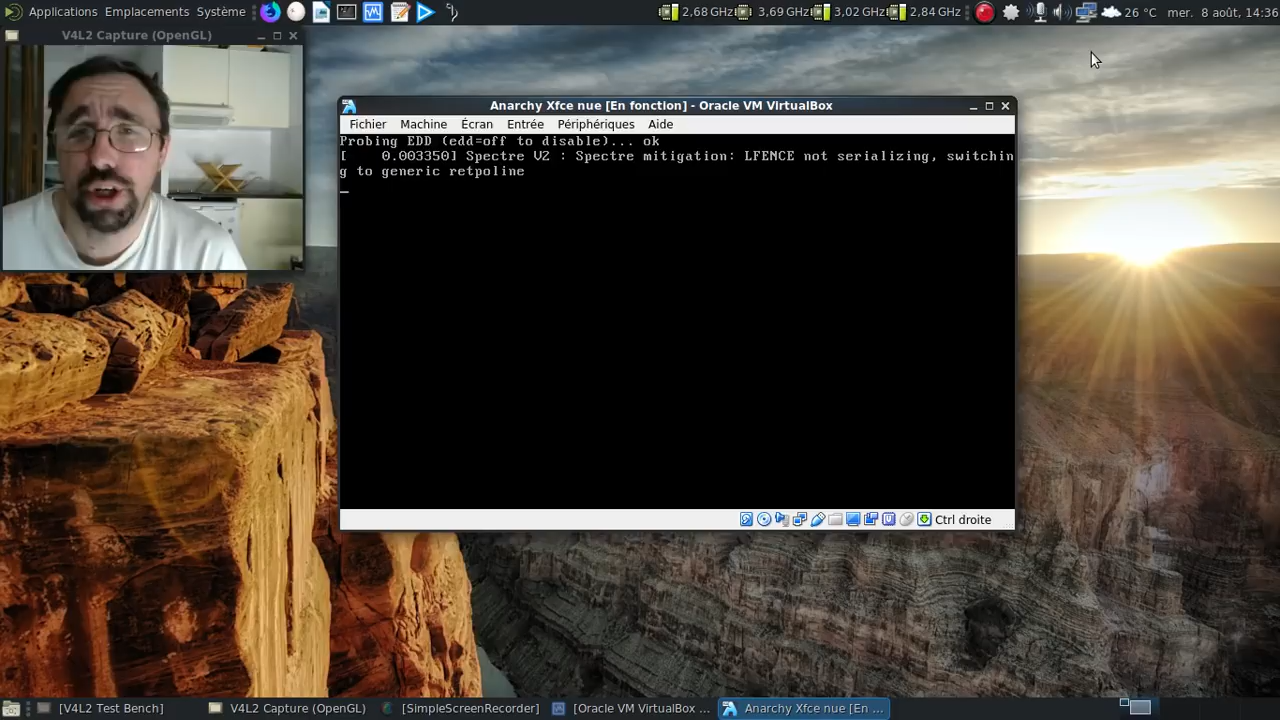 Applications Emplacements Système
2,68 GHz 3,69 GHz 3,02 GHz 2,84 GHz 26 °C mer. 8 août, 14:36
V4L2 Capture (OpenGL)
Anarchy Xfce nue [En fonction] - Oracle VM VirtualBox
Fichier Machine Écran Entrée Périphériques Aide
Probing EDD (edd=off to disable)... ok
[    0.003350] Spectre V2 : Spectre mitigation: LFENCE not serializing, switchin
g to generic retpoline
Ctrl droite
[V4L2 Test Bench] V4L2 Capture (OpenGL) [SimpleScreenRecorder] [Oracle VM VirtualBox ... Anarchy Xfce nue [En ...